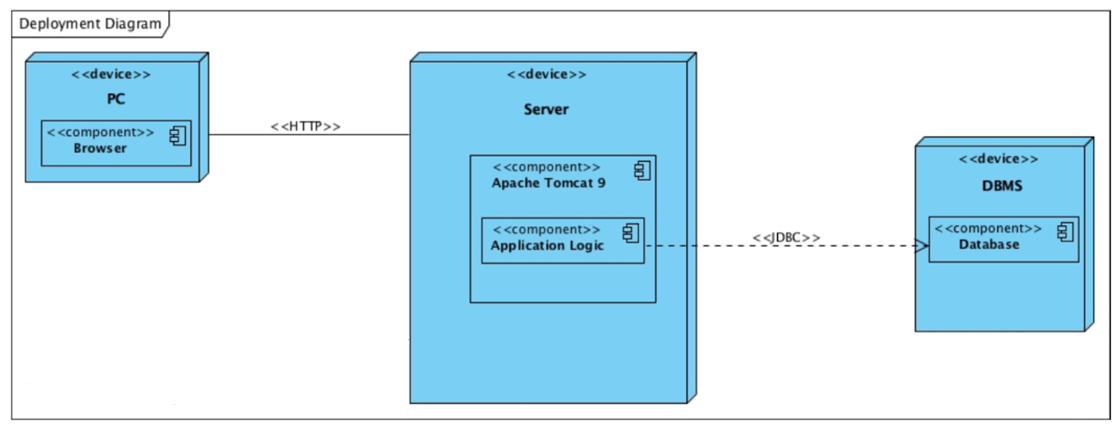 Deployment Diagram
<<device>>
PC
<<component>>
Browser
<<HTTP>>
<<device>>
Server
<<component>>
Apache Tomcat 9
<<component>>
Application Logic
<<JDBC>>
<<device>>
DBMS
<<component>>
Database